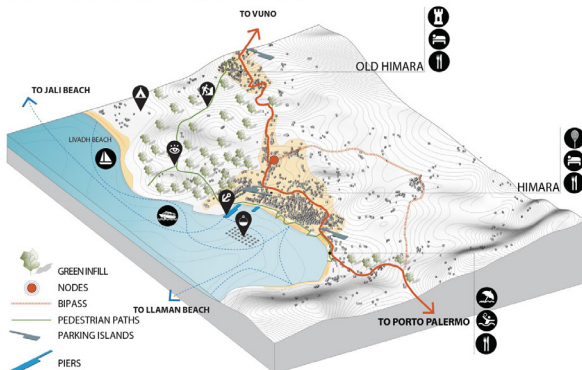 TO VUNO
OLD HIMARA
TO JALI BEACH
LIVADH BEACH
HIMARA
GREEN INFILL
NODES
BIPASS
PEDESTRIAN PATHS
PARKING ISLANDS
PIERS
TO LLAMAN BEACH
TO PORTO PALERMO